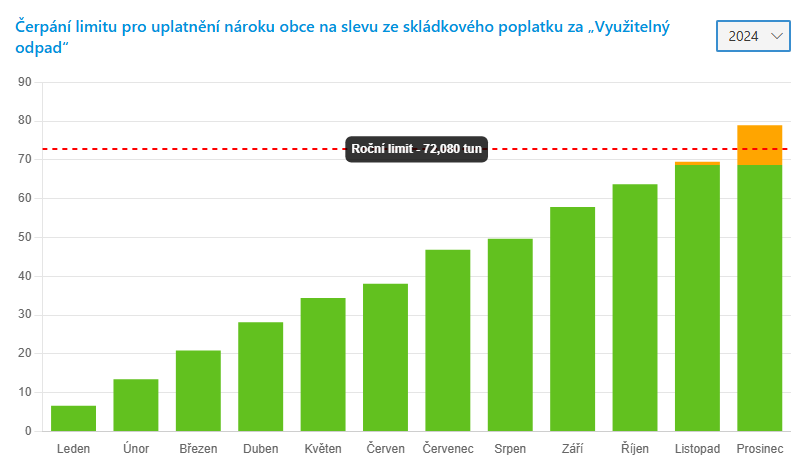 Čerpání limitu pro uplatnění nároku obce na slevu ze skládkového poplatku za „Využitelný
odpad“
2024
90
80
Roční limit - 72,080 tun
70
60
50
40
30
20
10
0
Leden Únor Březen Duben Květen Červen Červenec Srpen Září Říjen Listopad Prosinec